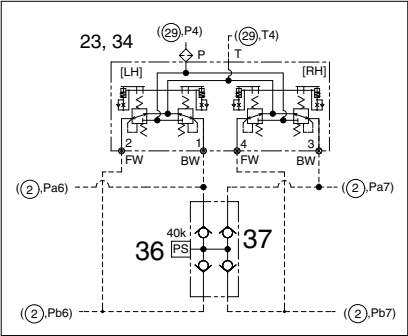 (29,P4)
23, 34
P
(29,T4)
T
[LH]
[RH]
2
1
4
3
FW
BW
FW
BW
(2,Pa6)
(2,Pa7)
40k
36
PS
37
(2,Pb6)
(2,Pb7)